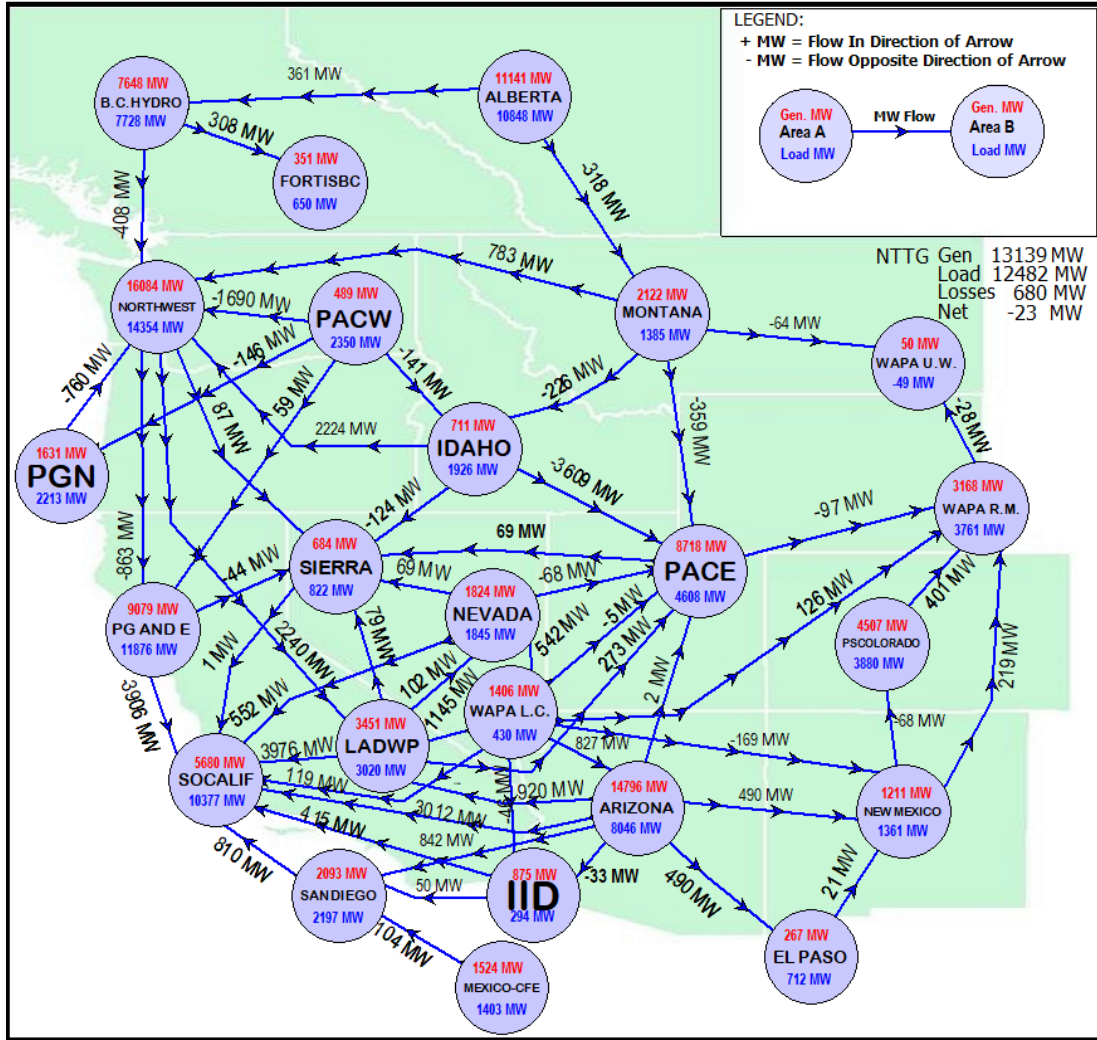 LEGEND:
+ MW = Flow In Direction of Arrow
- MW = Flow Opposite Direction of Arrow
Gen. MW
Area A
Load MW
MW Flow
Gen. MW
Area B
Load MW
NTTG Gen 13139 MW
Load 12482 MW
Losses 680 MW
Net -23 MW
7648 MW
B.C.HYDRO
7728 MW
361 MW
11141 MW
ALBERTA
10848 MW
308 MW
351 MW
FORTISBC
650 MW
-408 MW
-318 MW
783 MW
16084 MW
NORTHWEST
14354 MW
-1690 MW
489 MW
PACW
2350 MW
2122 MW
MONTANA
1385 MW
-64 MW
50 MW
WAPA U.W.
-49 MW
-760 MW
-146 MW
-141 MW
-226 MW
-359 MW
-28 MW
87 MW
59 MW
2224 MW
711 MW
IDAHO
1926 MW
1631 MW
PGN
2213 MW
-3609 MW
-97 MW
3168 MW
WAPA R.M.
3761 MW
-124 MW
-863 MW
-44 MW
684 MW
SIERRA
822 MW
69 MW
69 MW
-68 MW
8718 MW
PACE
4608 MW
9079 MW
PG AND E
11876 MW
1824 MW
NEVADA
1845 MW
542 MW
-5 MW
273 MW
126 MW
401 MW
4507 MW
PSCOLORADO
3880 MW
219 MW
1 MW
2240 MW
79 MW
102 MW
1145 MW
2 MW
-3906 MW
-552 MW
1406 MW
WAPA L.C.
430 MW
-68 MW
3451 MW
LADWP
3020 MW
3976 MW
827 MW
-169 MW
5680 MW
SOCALIF
10377 MW
119 MW
3012 MW
920 MW
14796 MW
ARIZONA
8046 MW
490 MW
1211 MW
NEW MEXICO
1361 MW
415 MW
842 MW
810 MW
2093 MW
SANDIEGO
2197 MW
50 MW
875 MW
IID
294 MW
-33 MW
490 MW
21 MW
104 MW
1524 MW
MEXICO-CFE
1403 MW
267 MW
EL PASO
712 MW